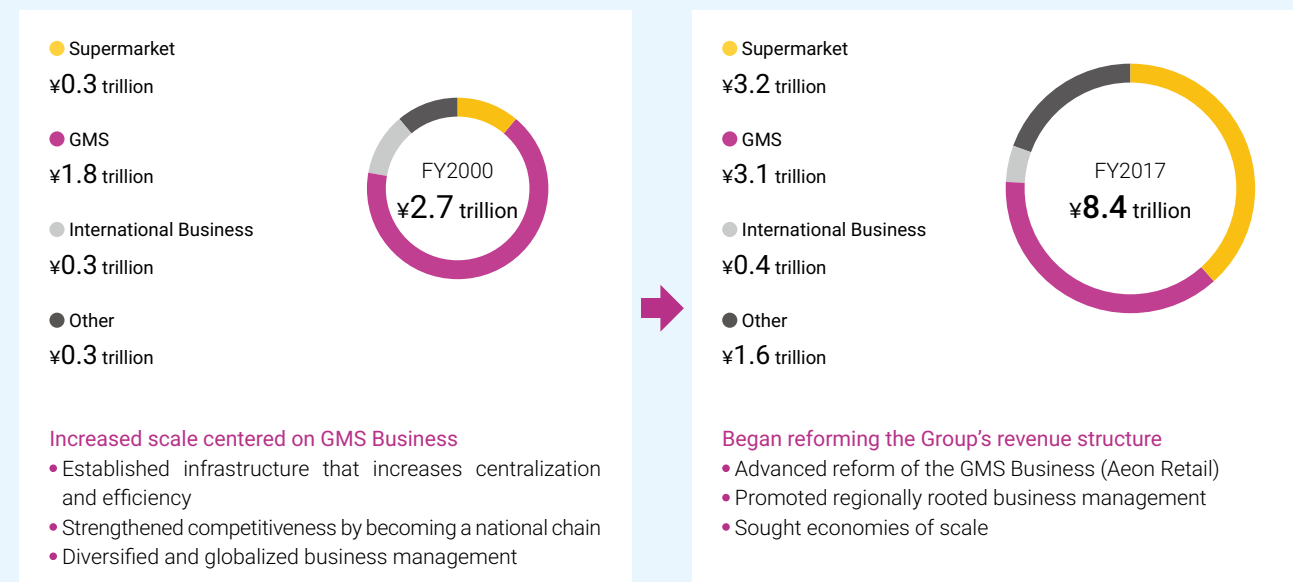 Supermarket
¥0.3 trillion
GMS
¥1.8 trillion
International Business
¥0.3 trillion
Other
¥0.3 trillion
FY2000
¥2.7 trillion
Increased scale centered on GMS Business
• Established infrastructure that increases centralization
and efficiency
• Strengthened competitiveness by becoming a national chain
• Diversified and globalized business management
Supermarket
¥3.2 trillion
GMS
¥3.1 trillion
International Business
¥0.4 trillion
Other
¥1.6 trillion
FY2017
¥8.4 trillion
Began reforming the Group’s revenue structure
• Advanced reform of the GMS Business (Aeon Retail)
• Promoted regionally rooted business management
• Sought economies of scale